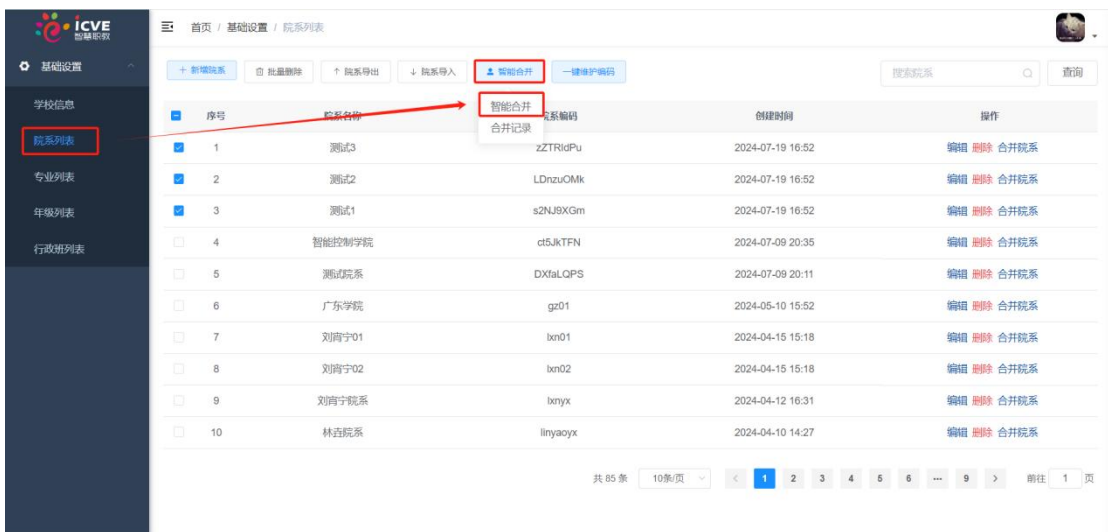 icve
智慧职教
首页 / 基础设置 / 院系列表
基础设置
学校信息
院系列表
专业列表
年级列表
行政班列表
+ 新增院系 批量删除 ↑ 院系导出 ↓ 院系导入 智能合并 一键维护编码 搜索院系 查询
智能合并
合并记录
序号 院系名称 院系编码 创建时间 操作
1 测试3 zZTRIdPu 2024-07-19 16:52 编辑 删除 合并院系
2 测试2 LDnzuOMk 2024-07-19 16:52 编辑 删除 合并院系
3 测试1 s2NJ9XGm 2024-07-19 16:52 编辑 删除 合并院系
4 智能控制学院 ct5JkTFN 2024-07-09 20:35 编辑 删除 合并院系
5 测试院系 DXfaLQPS 2024-07-09 20:11 编辑 删除 合并院系
6 广东学院 gz01 2024-05-10 15:52 编辑 删除 合并院系
7 刘宵宁01 lxn01 2024-04-15 15:18 编辑 删除 合并院系
8 刘宵宁02 lxn02 2024-04-15 15:18 编辑 删除 合并院系
9 刘宵宁院系 lxnyx 2024-04-12 16:31 编辑 删除 合并院系
10 林垚院系 linyaoyx 2024-04-10 14:27 编辑 删除 合并院系
共 85 条 10条/页 < 1 2 3 4 5 6 ... 9 > 前往 1 页